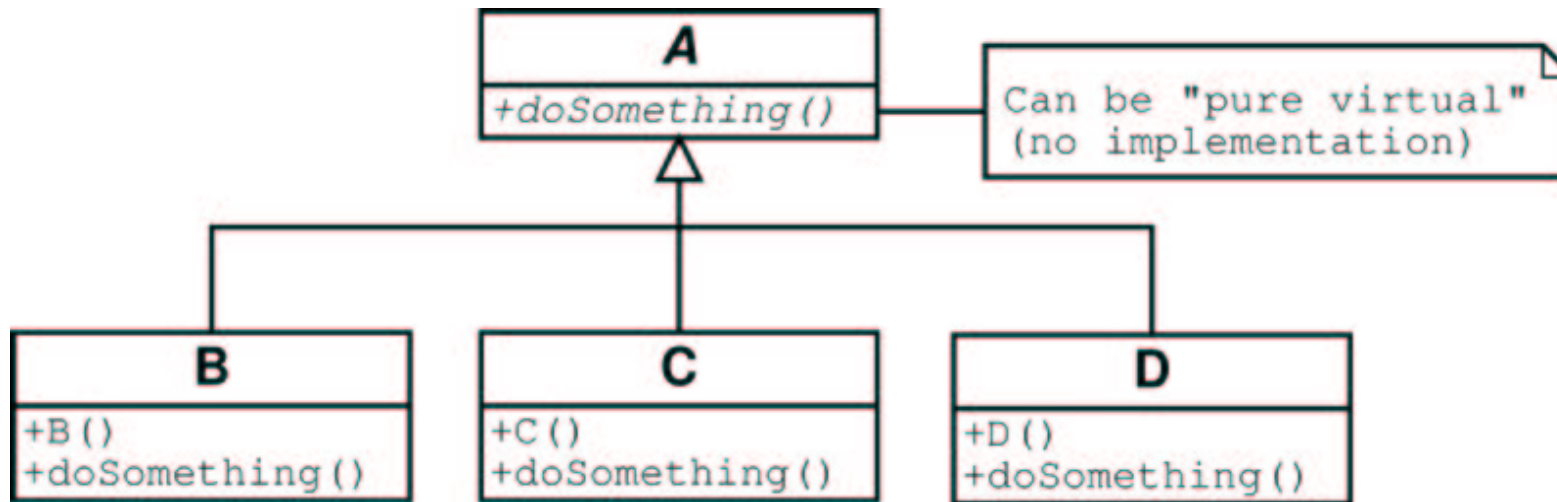 A
+doSomething()
Can be "pure virtual"
(no implementation)
B
+B()
+doSomething()
C
+C()
+doSomething()
D
+D()
+doSomething()